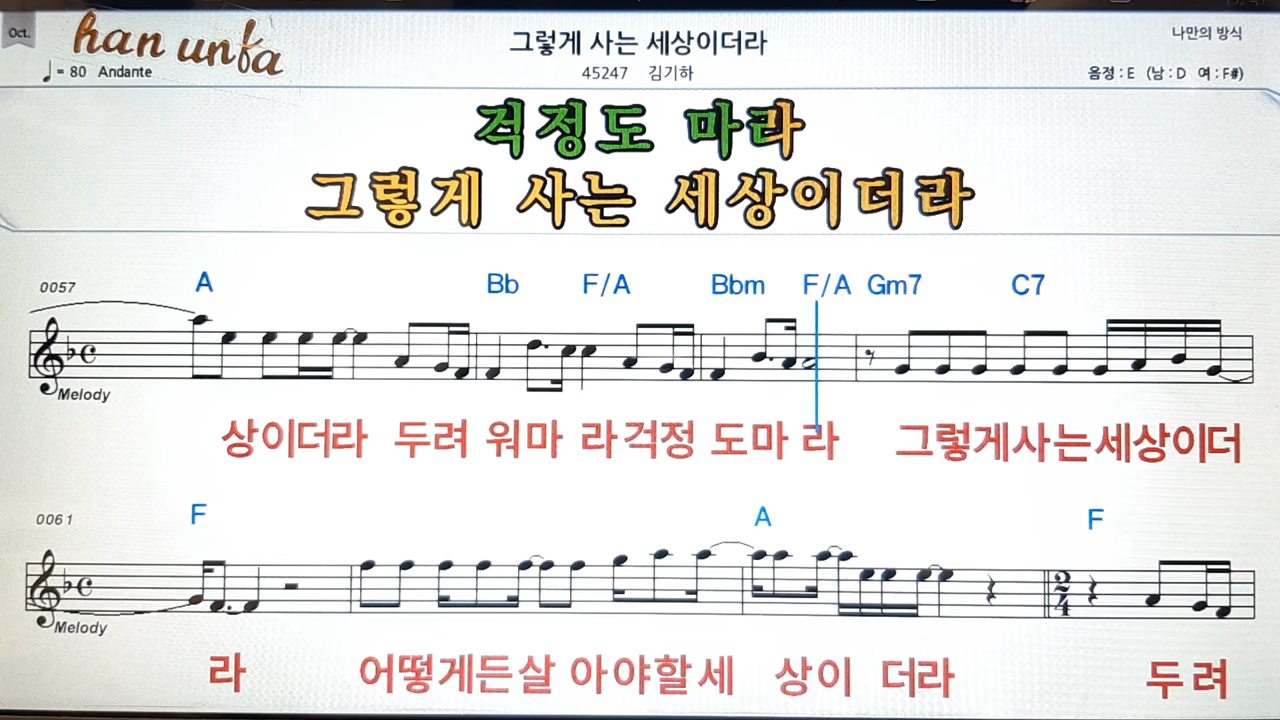 Oct.
han unfa
그렇게 사는 세상이더라
나만의 방식
♩= 80 Andante
45247 김기하
음정 : E (남 : D 여 : F#)
걱정도 마라
그렇게 사는 세상이더라
0057 A Bb F/A Bbm F/A Gm7 C7
Melody
상이더라 두려 워마 라걱정 도마 라 그렇게사는세상이더
0061 F A F
2
4
Melody
라 어떻게든살 아야할세 상이 더라 두려